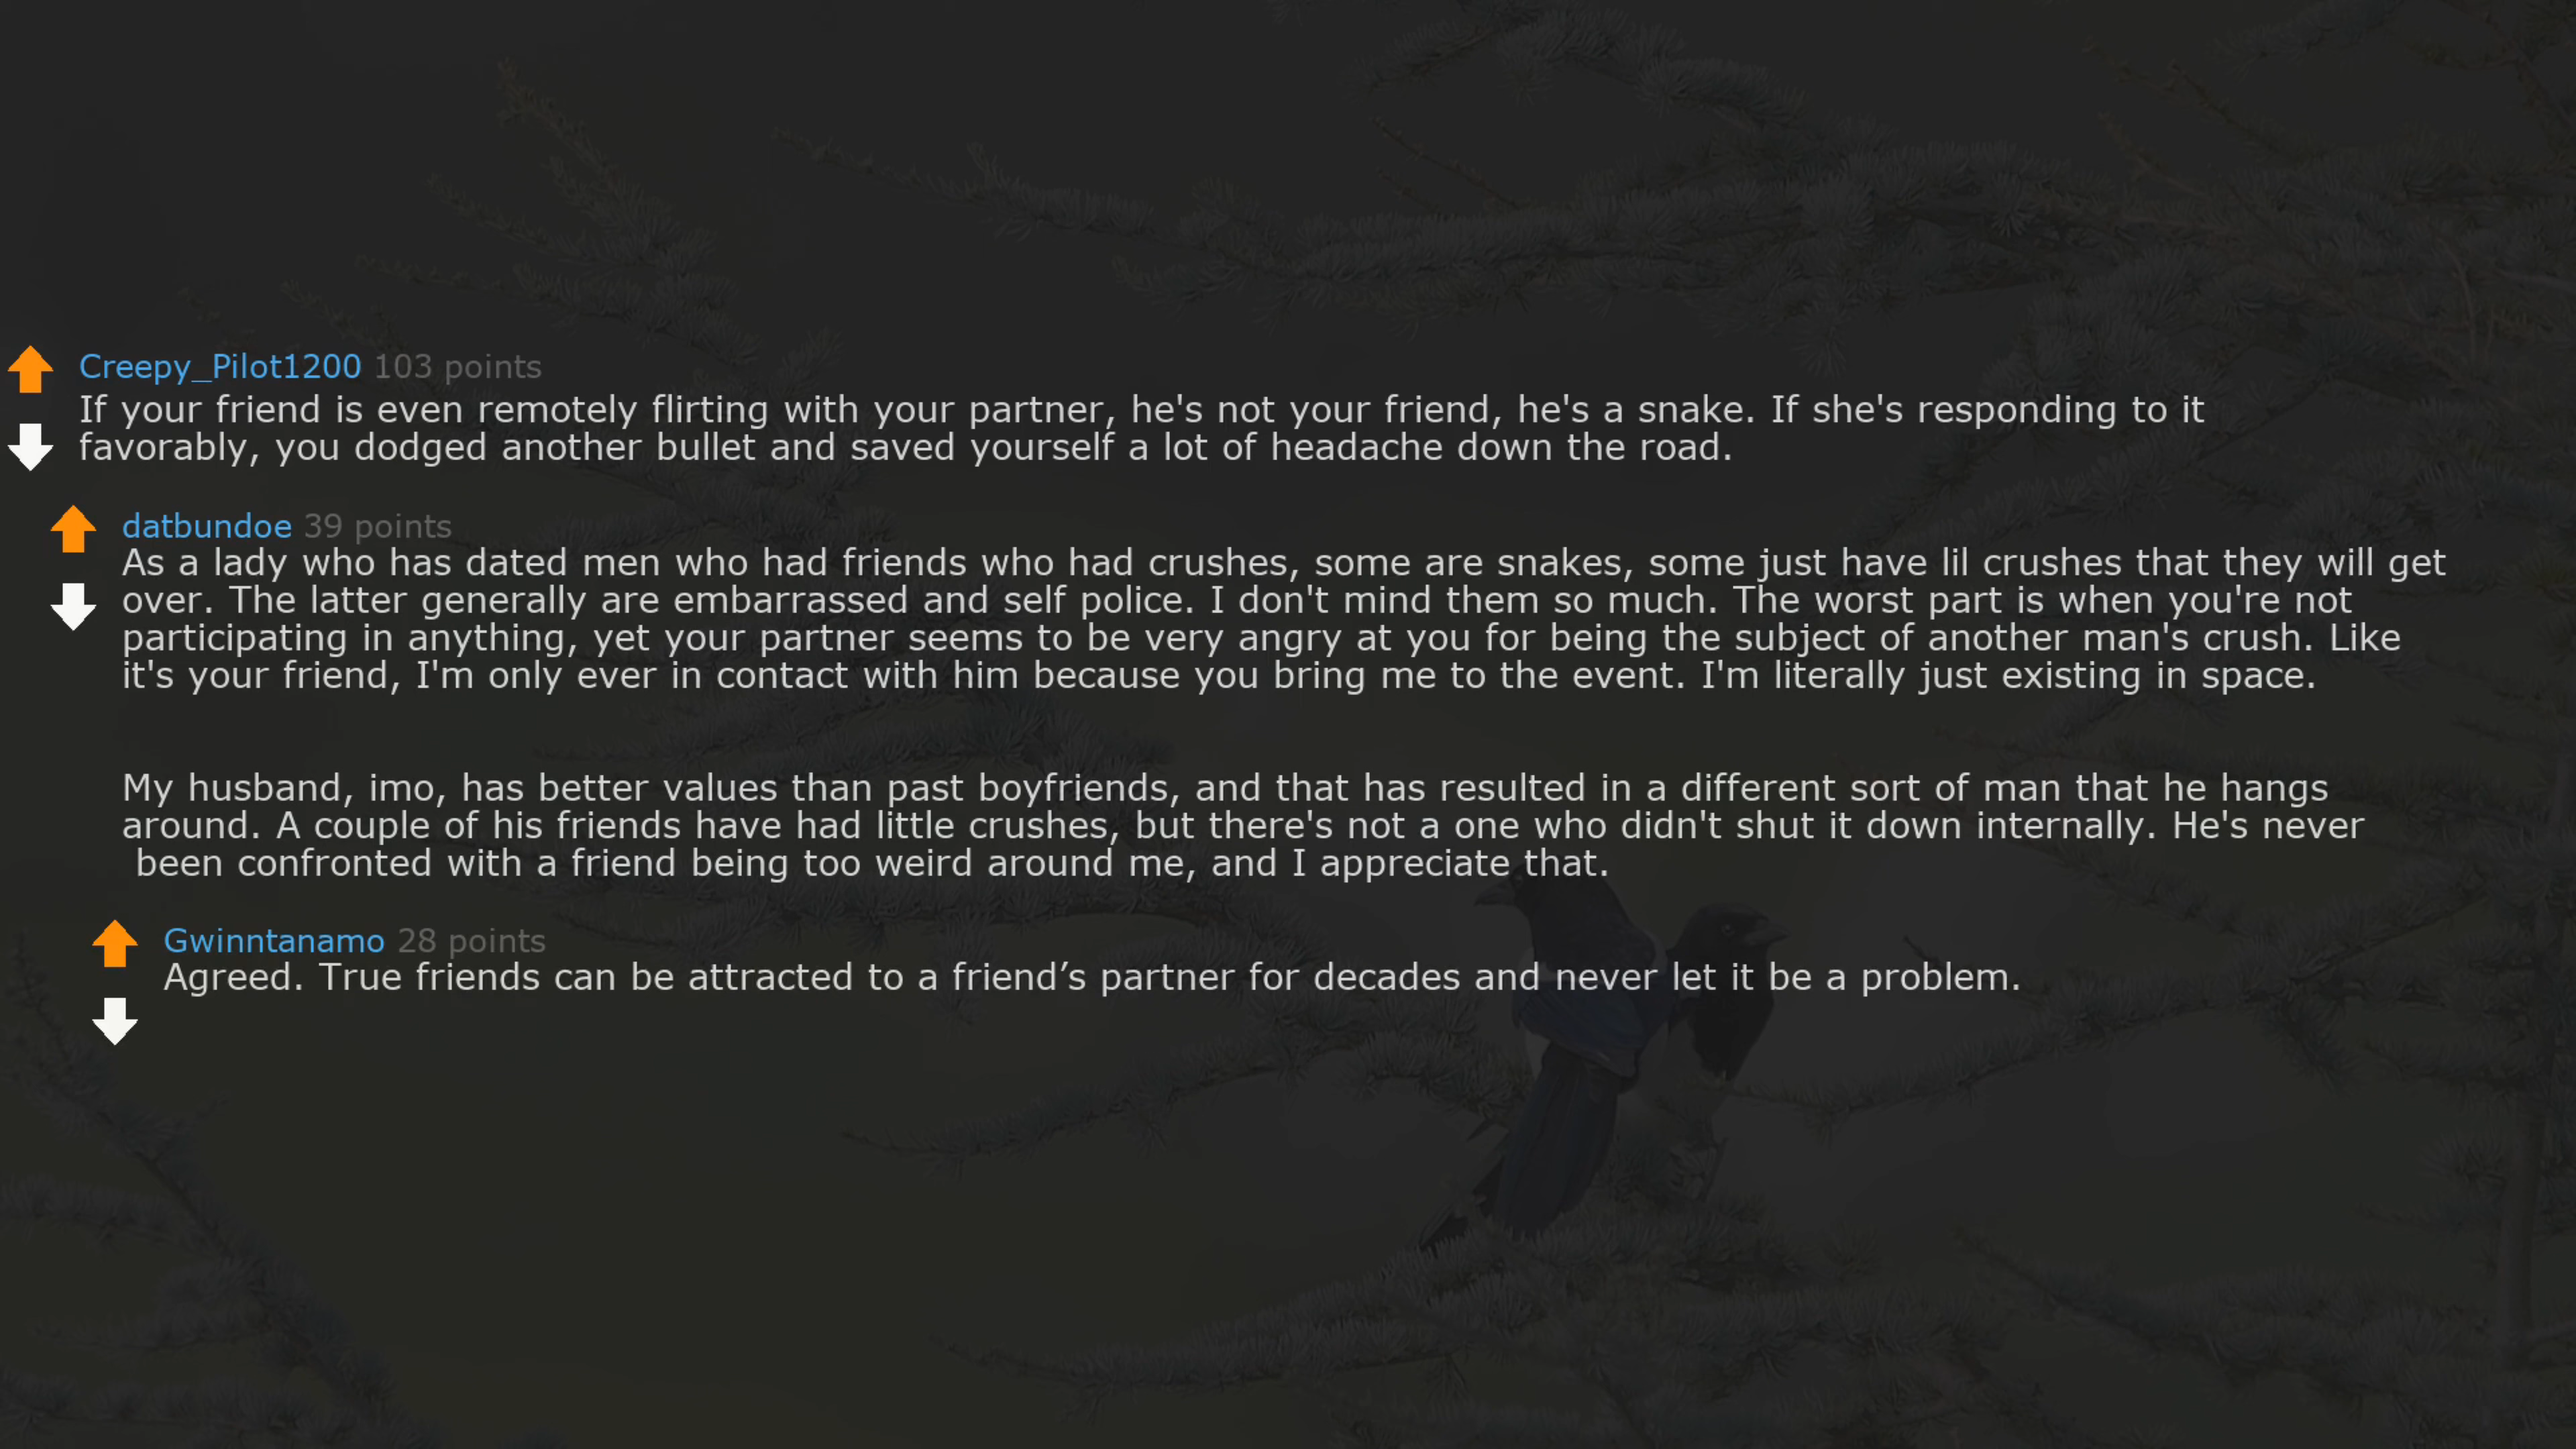 Creepy_Pilot1200 103 points
If your friend is even remotely flirting with your partner, he's not your friend, he's a snake. If she's responding to it
favorably, you dodged another bullet and saved yourself a lot of headache down the road.
datbundoe 39 points
As a lady who has dated men who had friends who had crushes, some are snakes, some just have lil crushes that they will get
over. The latter generally are embarrassed and self police. I don't mind them so much. The worst part is when you're not
participating in anything, yet your partner seems to be very angry at you for being the subject of another man's crush. Like
it's your friend, I'm only ever in contact with him because you bring me to the event. I'm literally just existing in space.
My husband, imo, has better values than past boyfriends, and that has resulted in a different sort of man that he hangs
around. A couple of his friends have had little crushes, but there's not a one who didn't shut it down internally. He's never
been confronted with a friend being too weird around me, and I appreciate that.
Gwinntanamo 28 points
Agreed. True friends can be attracted to a friend’s partner for decades and never let it be a problem.